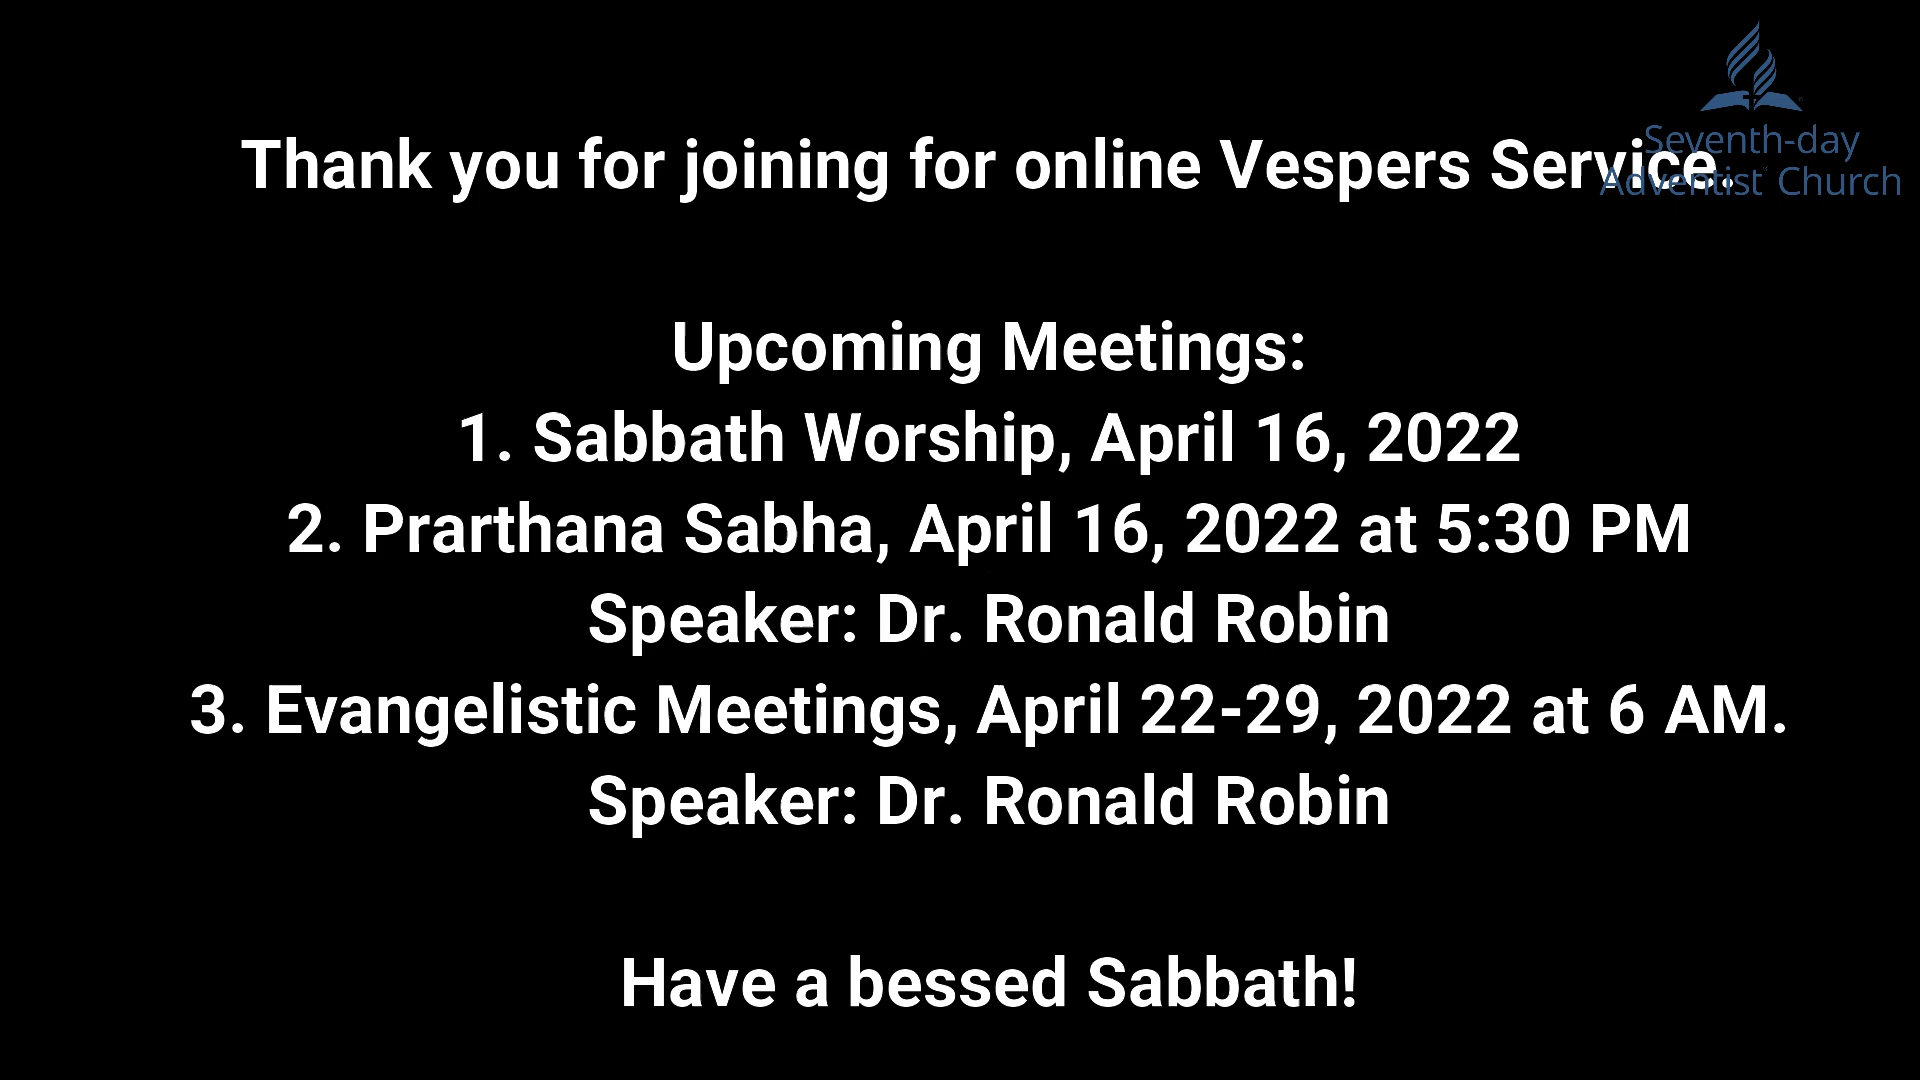 Seventh-day
Adventist Church
Thank you for joining for online Vespers Service.
Upcoming Meetings:
1. Sabbath Worship, April 16, 2022
2. Prarthana Sabha, April 16, 2022 at 5:30 PM
Speaker: Dr. Ronald Robin
3. Evangelistic Meetings, April 22-29, 2022 at 6 AM.
Speaker: Dr. Ronald Robin
Have a bessed Sabbath!